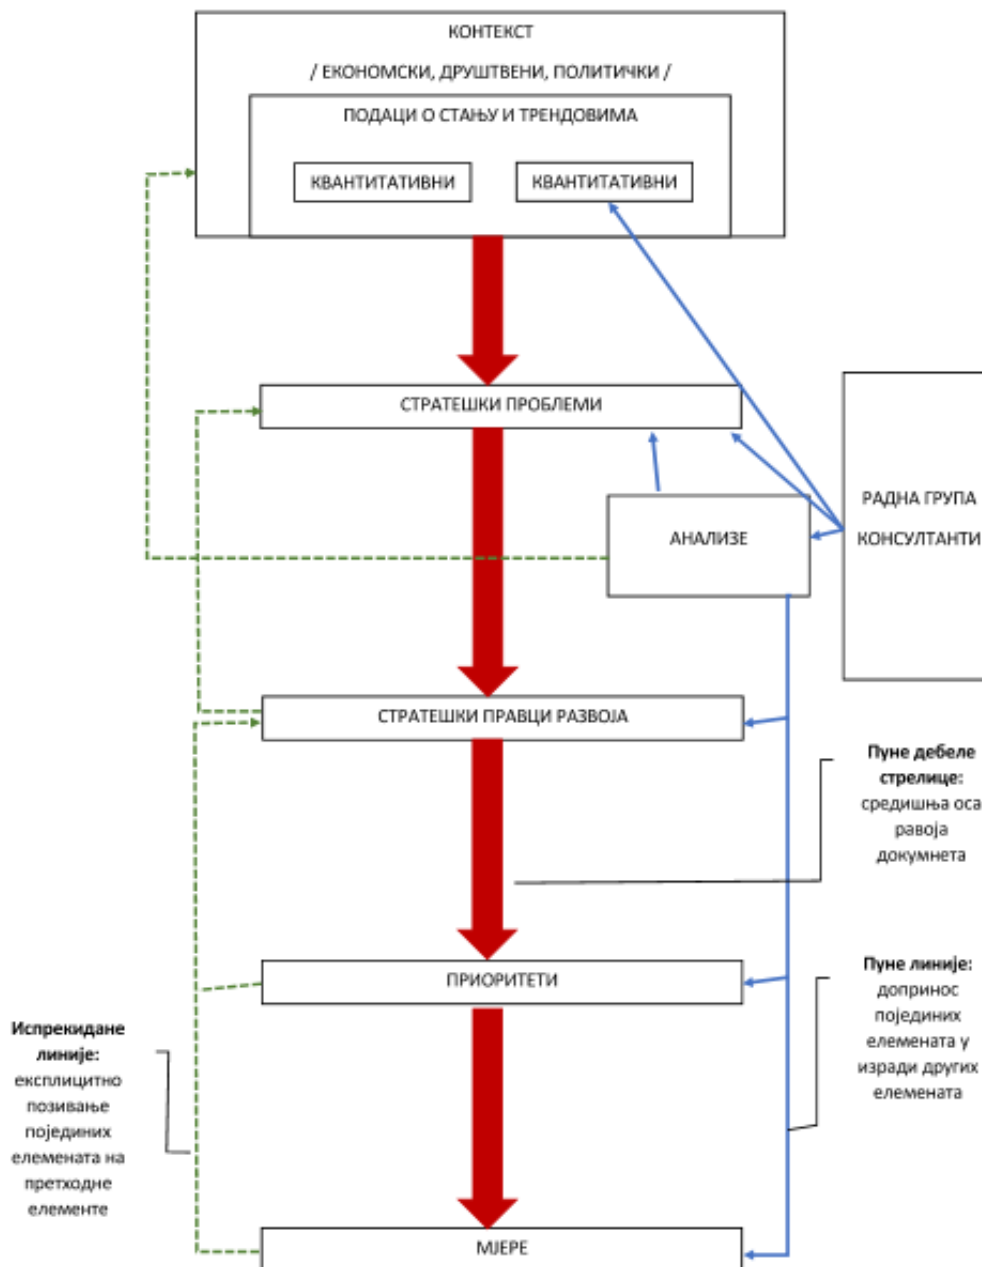 КОНТЕКСТ
/ ЕКОНОМСКИ, ДРУШТВЕНИ, ПОЛИТИЧКИ /
ПОДАЦИ О СТАЊУ И ТРЕНДОВИМА
КВАНТИТАТИВНИ
КВАНТИТАТИВНИ
СТРАТЕШКИ ПРОБЛЕМИ
РАДНА ГРУПА
КОНСУЛТАНТИ
АНАЛИЗЕ
СТРАТЕШКИ ПРАВЦИ РАЗВОЈА
Пуне дебеле
стрелице:
средишња оса
равоја
докумнета
ПРИОРИТЕТИ
Пуне линије:
допринос
појединих
елемената у
изради других
елемената
Испрекидане
линије:
експлицитно
позивање
појединих
елемената на
претходне
елементе
МЈЕРЕ